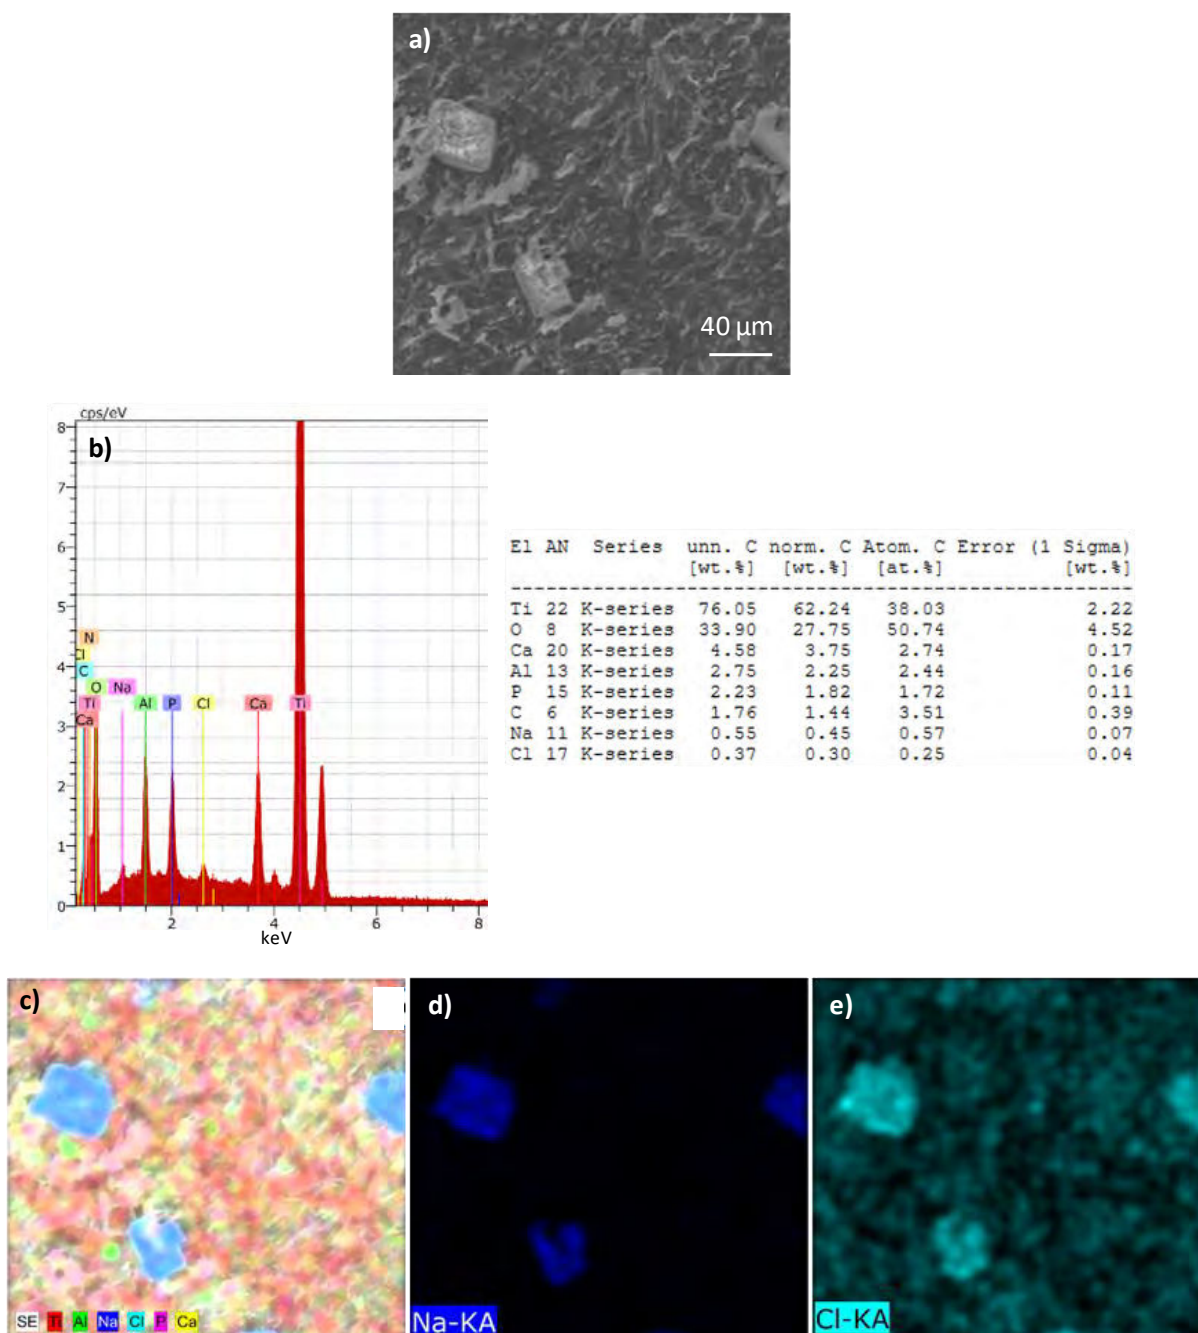 a)
40 µm
cps/eV
b)
8
7
6
5
4
3
2
1
0
N
Cl
C
O Na
Ti Al P Cl Ca Ti
Ca
2 4 6 8
keV
El AN Series unn. C norm. C Atom. C Error (1 Sigma)
[wt.%] [wt.%] [at.%] [wt.%]
Ti 22 K-series 76.05 62.24 38.03 2.22
O 8 K-series 33.90 27.75 50.74 4.52
Ca 20 K-series 4.58 3.75 2.74 0.17
Al 13 K-series 2.75 2.25 2.44 0.16
P 15 K-series 2.23 1.82 1.72 0.11
C 6 K-series 1.76 1.44 3.51 0.39
Na 11 K-series 0.55 0.45 0.57 0.07
Cl 17 K-series 0.37 0.30 0.25 0.04
c)
SE Ti Al Na Cl P Ca
d)
Na-KA
e)
Cl-KA